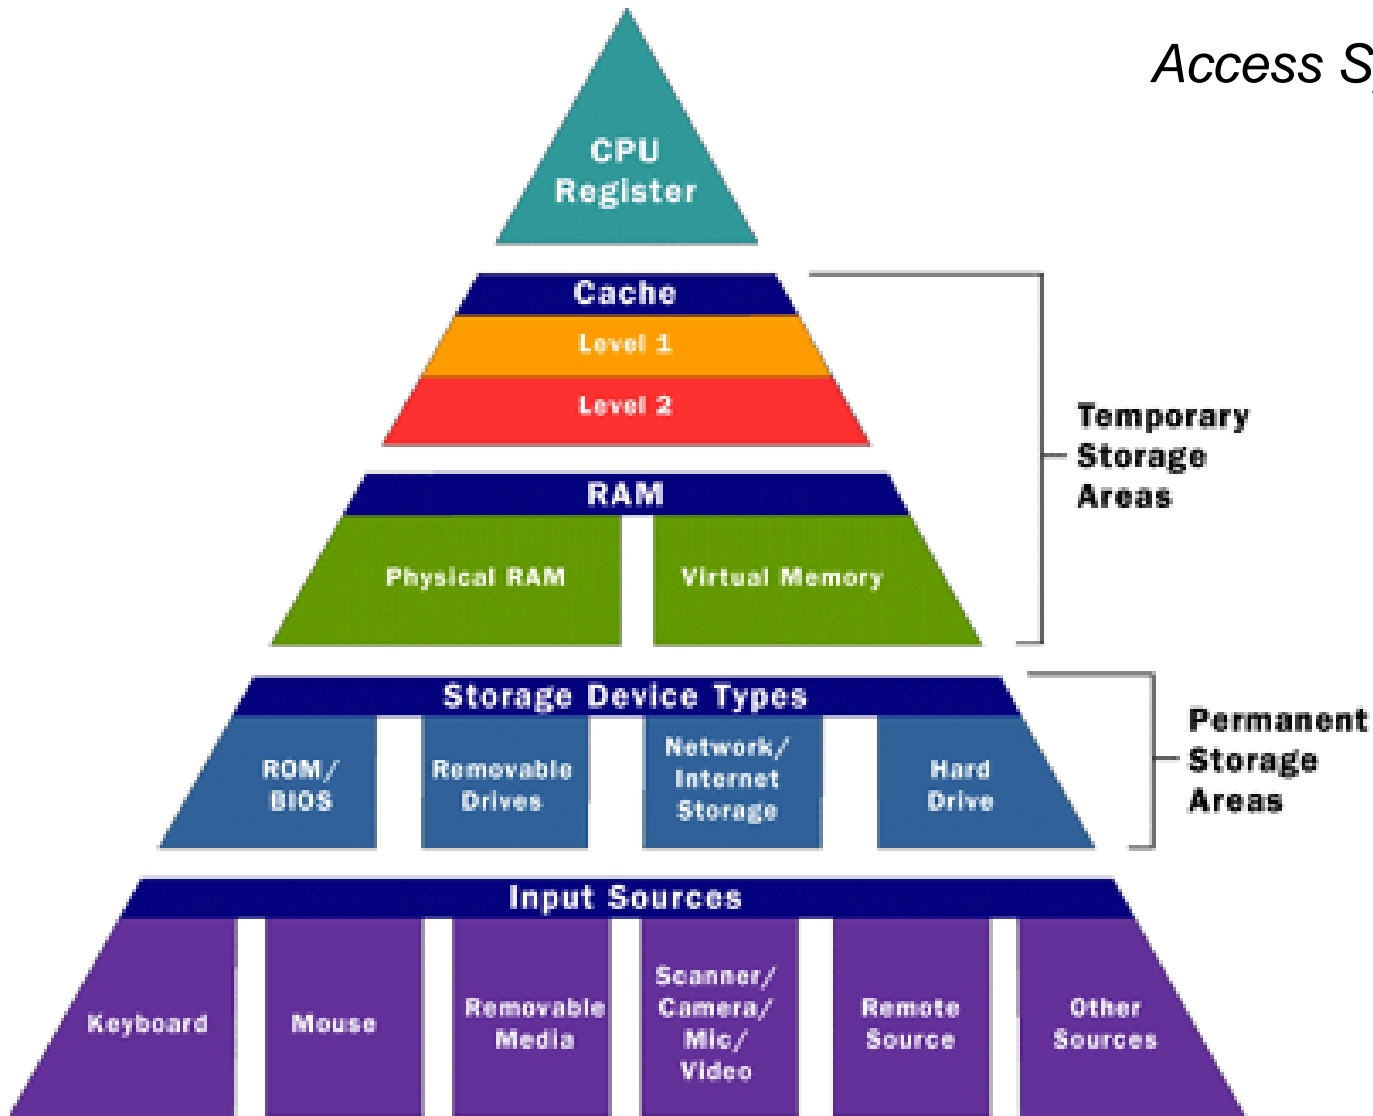 Access S
CPU
Register
Cache
Level 1
Level 2
Temporary
Storage
Areas
RAM
Physical RAM
Virtual Memory
Storage Device Types
ROM/
BIOS
Removable
Drives
Network/
Internet
Storage
Hard
Drive
Permanent
Storage
Areas
Input Sources
Keyboard
Mouse
Removable
Media
Scanner/
Camera/
Mic/
Video
Remote
Source
Other
Sources